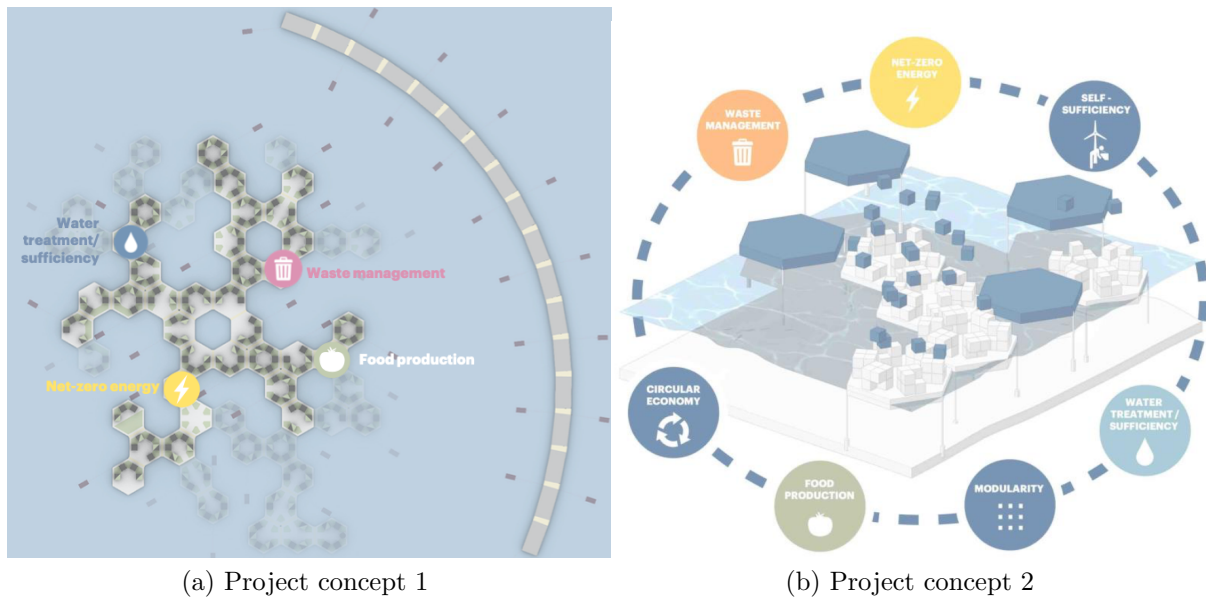 Water
treatment/
sufficiency
Waste management
Food production
Net-zero energy
(a) Project concept 1
NET-ZERO
ENERGY
SELF -
SUFFICIENCY
WASTE
MANAGEMENT
CIRCULAR
ECONOMY
WATER
TREATMENT /
SUFFICIENCY
FOOD
PRODUCTION
MODULARITY
(b) Project concept 2